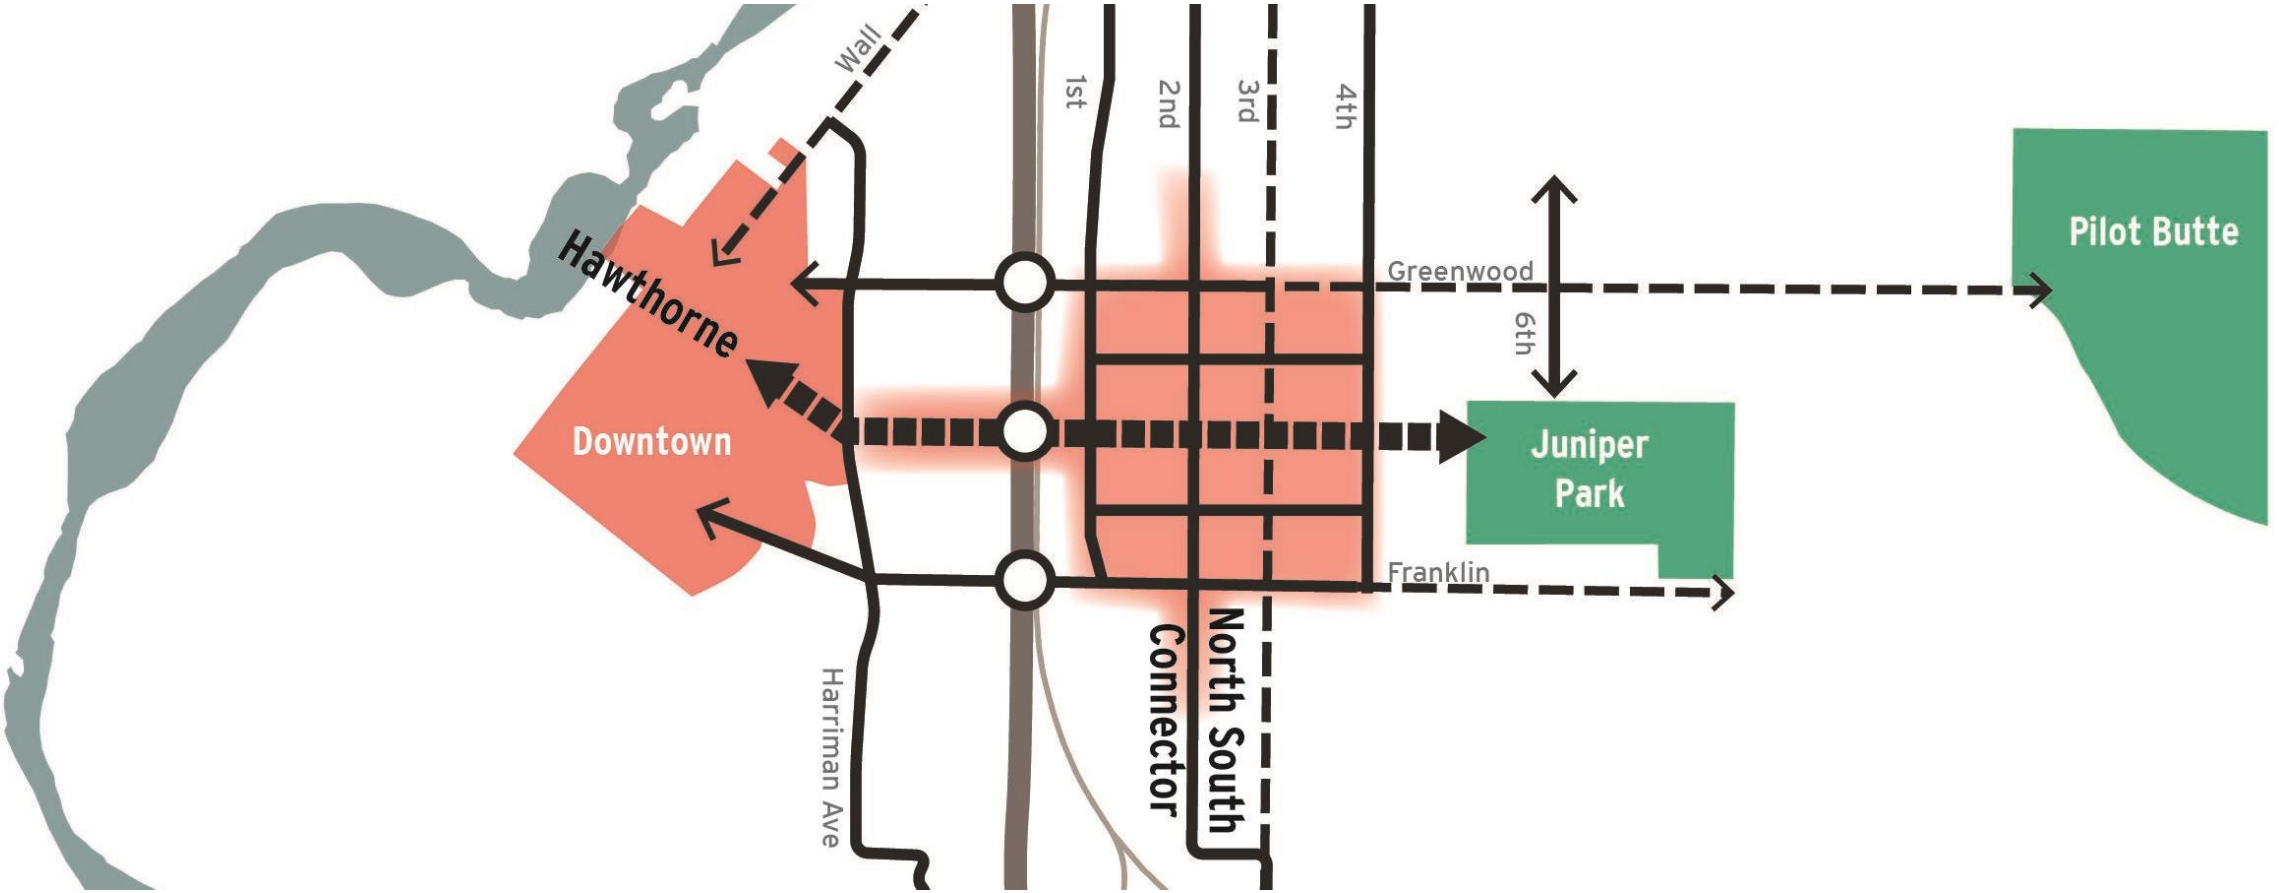 Wall
1st
2nd
3rd
4th
Pilot Butte
Hawthorne
Greenwood
6th
Downtown
Juniper
Park
Franklin
North South
Connector
Harriman Ave